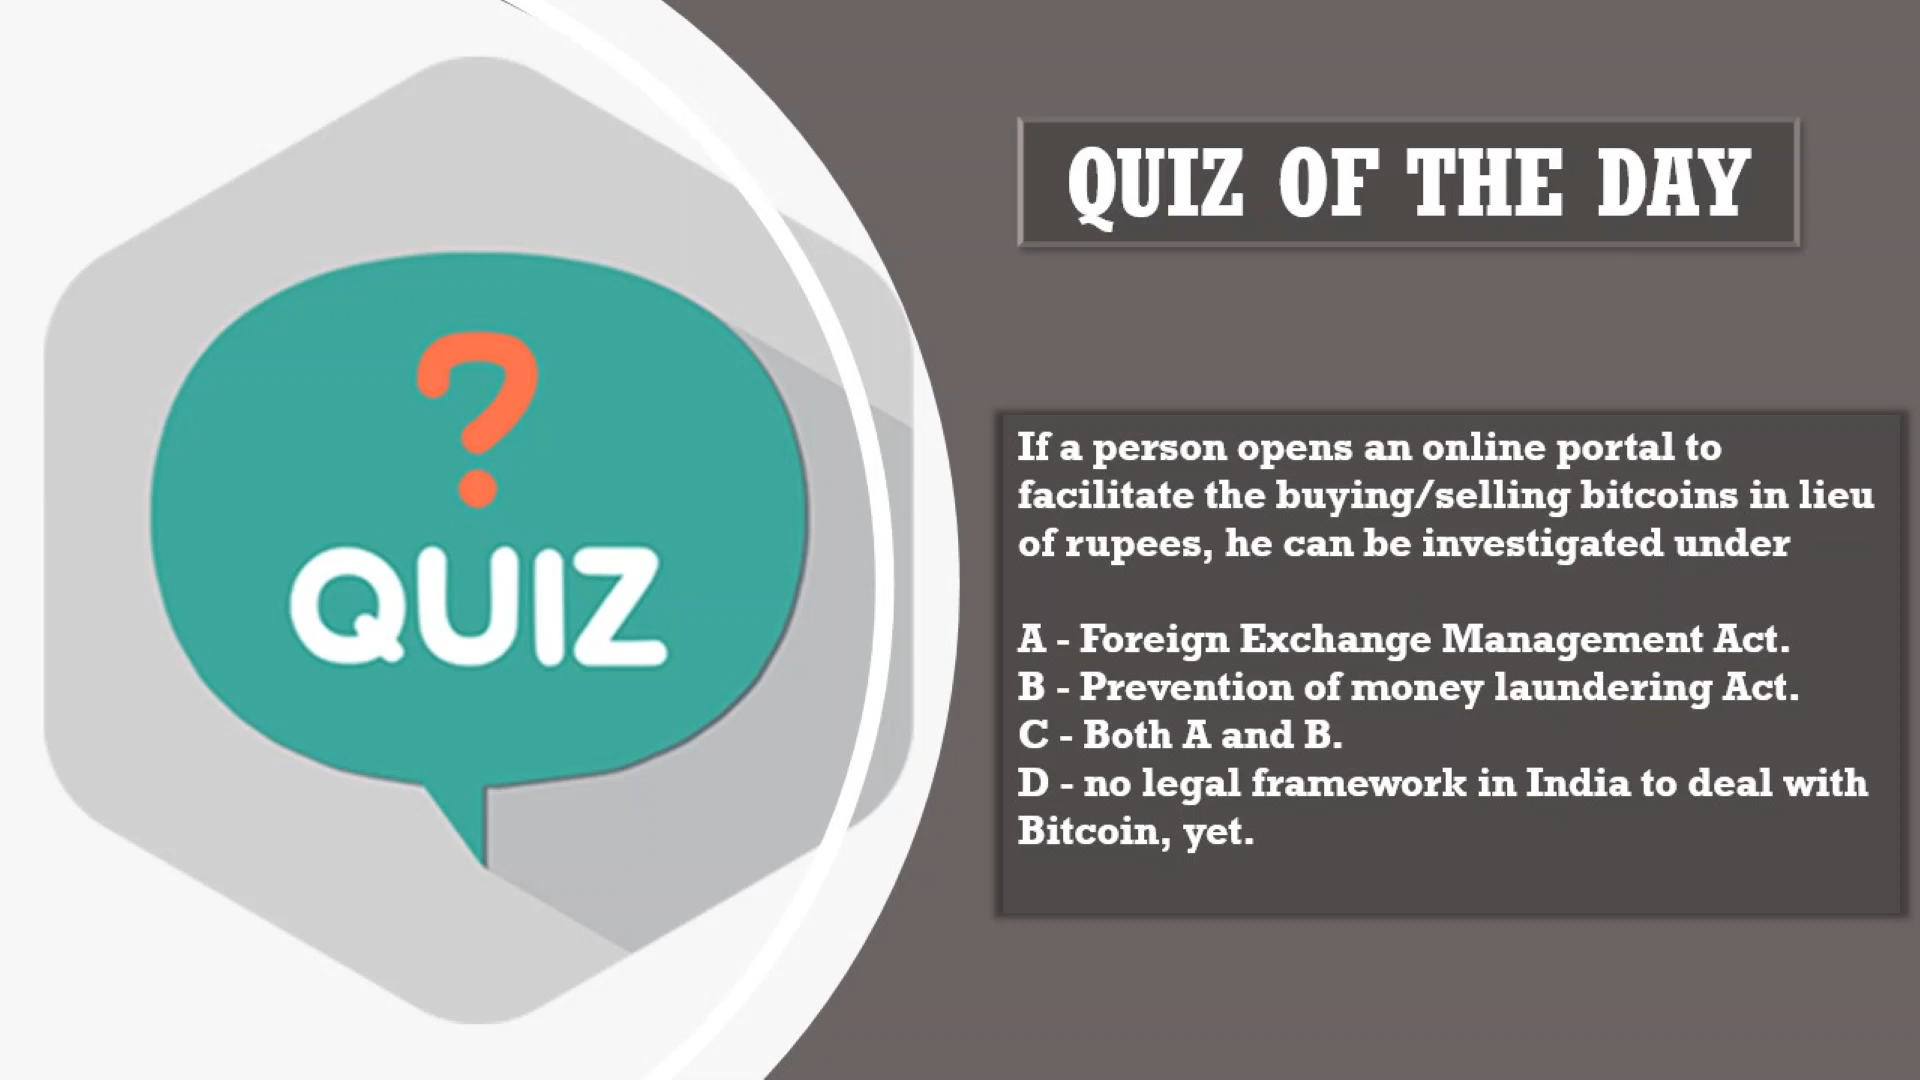 ?
QUIZ
QUIZ OF THE DAY
If a person opens an online portal to
facilitate the buying/selling bitcoins in lieu
of rupees, he can be investigated under
A - Foreign Exchange Management Act.
B - Prevention of money laundering Act.
C - Both A and B.
D - no legal framework in India to deal with
Bitcoin, yet.